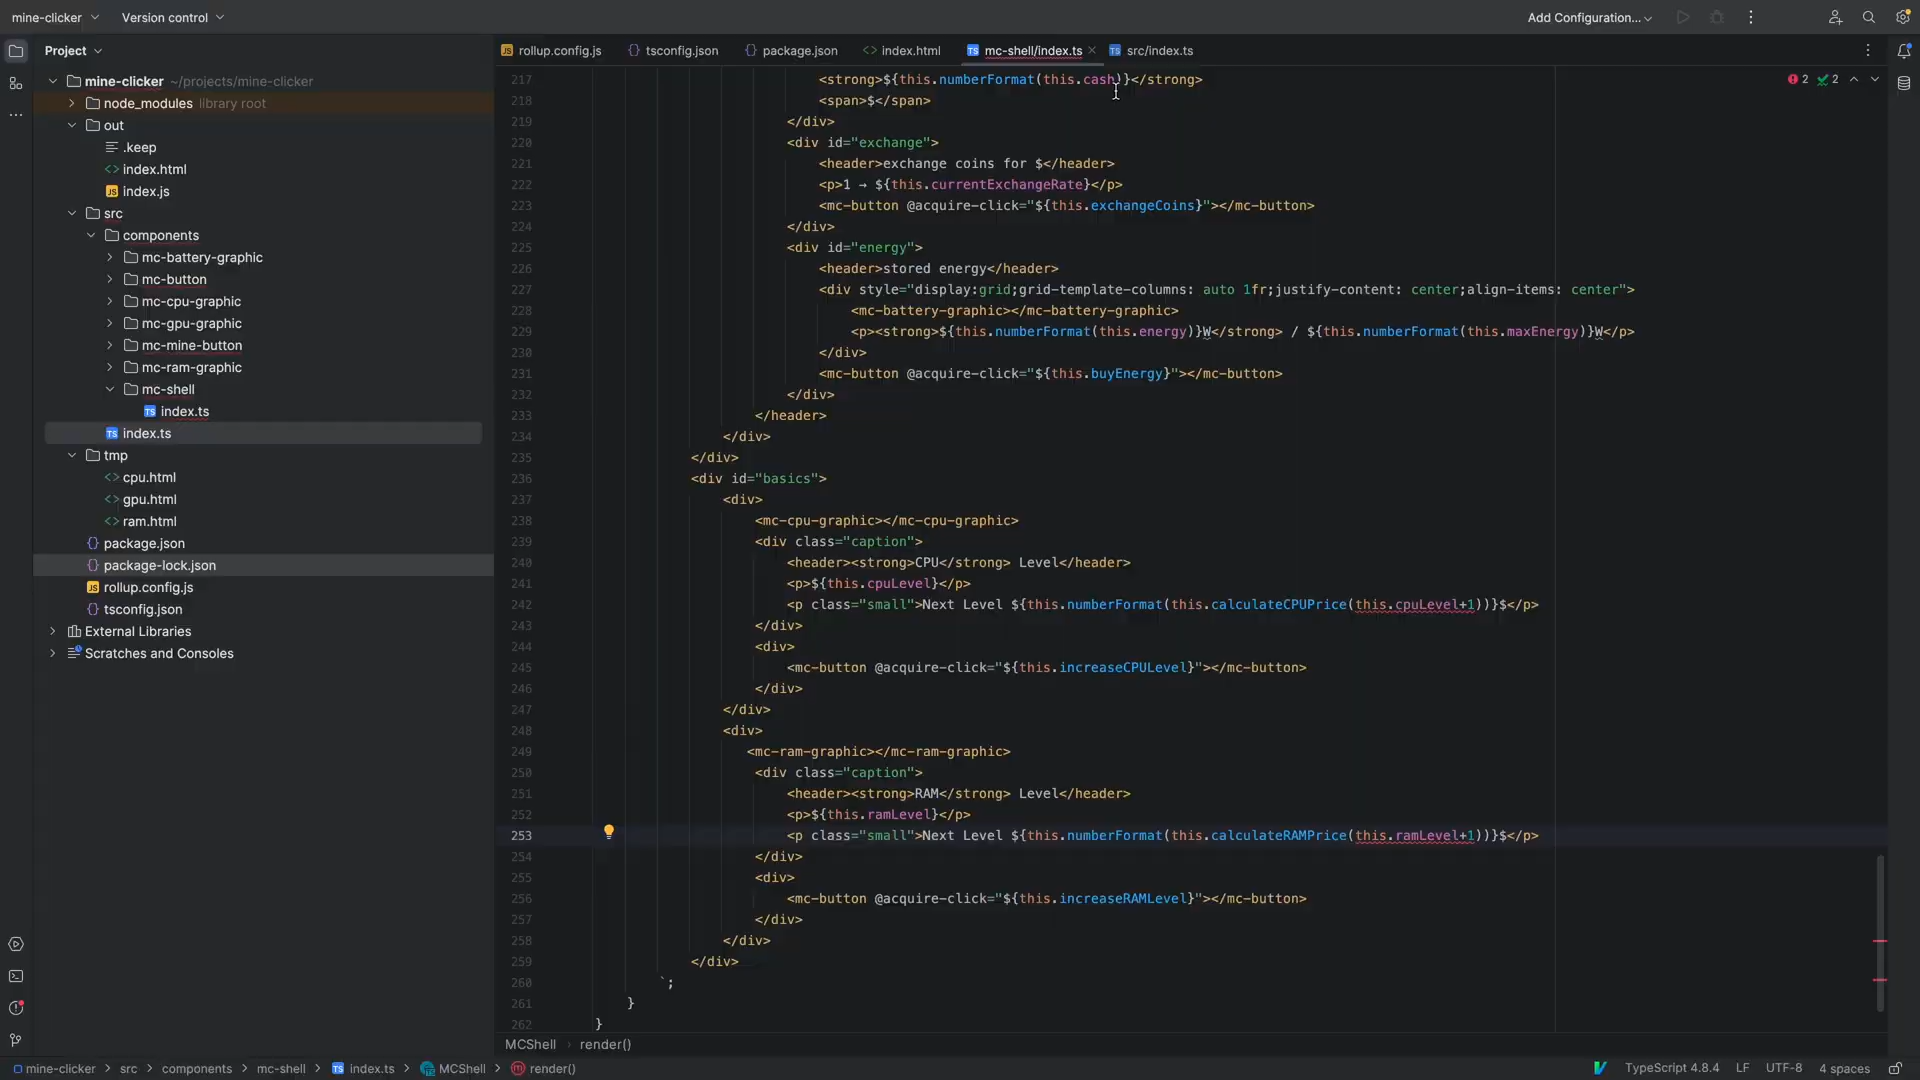 mine-clicker Version control Add Configuration...
Project
rollup.config.js tsconfig.json package.json index.html mc-shell/index.ts src/index.ts
mine-clicker ~/projects/mine-clicker
node_modules library root
out
.keep
index.html
index.js
src
components
mc-battery-graphic
mc-button
mc-cpu-graphic
mc-gpu-graphic
mc-mine-button
mc-ram-graphic
mc-shell
index.ts
index.ts
tmp
cpu.html
gpu.html
ram.html
package.json
package-lock.json
rollup.config.js
tsconfig.json
External Libraries
Scratches and Consoles
2 2
217 <strong>${this.numberFormat(this.cash)}</strong>
218 <span>$</span>
219 </div>
220 <div id="exchange">
221 <header>exchange coins for $</header>
222 <p>1 → ${this.currentExchangeRate}</p>
223 <mc-button @acquire-click="${this.exchangeCoins}"></mc-button>
224 </div>
225 <div id="energy">
226 <header>stored energy</header>
227 <div style="display:grid;grid-template-columns: auto 1fr;justify-content: center;align-items: center">
228 <mc-battery-graphic></mc-battery-graphic>
229 <p><strong>${this.numberFormat(this.energy)}W</strong> / ${this.numberFormat(this.maxEnergy)}W</p>
230 </div>
231 <mc-button @acquire-click="${this.buyEnergy}"></mc-button>
232 </div>
233 </header>
234 </div>
235 </div>
236 <div id="basics">
237 <div>
238 <mc-cpu-graphic></mc-cpu-graphic>
239 <div class="caption">
240 <header><strong>CPU</strong> Level</header>
241 <p>${this.cpuLevel}</p>
242 <p class="small">Next Level ${this.numberFormat(this.calculateCPUPrice(this.cpuLevel+1))}$</p>
243 </div>
244 <div>
245 <mc-button @acquire-click="${this.increaseCPULevel}"></mc-button>
246 </div>
247 </div>
248 <div>
249 <mc-ram-graphic></mc-ram-graphic>
250 <div class="caption">
251 <header><strong>RAM</strong> Level</header>
252 <p>${this.ramLevel}</p>
253 <p class="small">Next Level ${this.numberFormat(this.calculateRAMPrice(this.ramLevel+1))}$</p>
254 </div>
255 <div>
256 <mc-button @acquire-click="${this.increaseRAMLevel}"></mc-button>
257 </div>
258 </div>
259 </div>
260 `;
261 }
262 }
MCShell › render()
mine-clicker › src › components › mc-shell › index.ts › MCShell › render() TypeScript 4.8.4 LF UTF-8 4 spaces